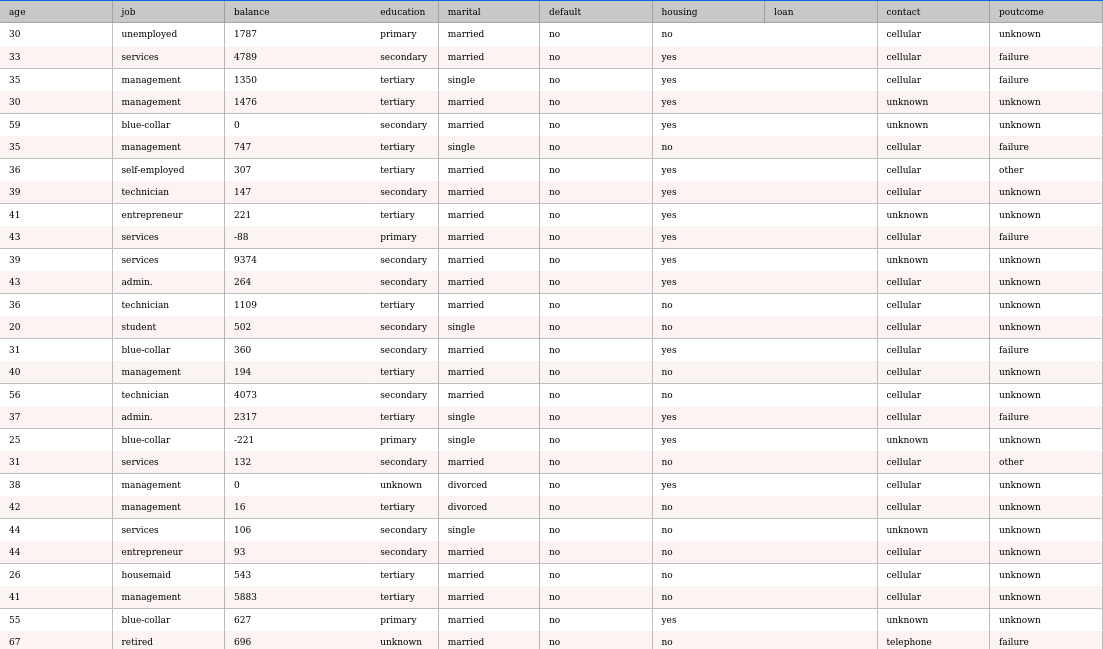 age job balance education marital default housing loan contact poutcome
30 unemployed 1787 primary married no no cellular unknown
33 services 4789 secondary married no yes cellular failure
35 management 1350 tertiary single no yes cellular failure
30 management 1476 tertiary married no yes unknown unknown
59 blue-collar 0 secondary married no yes unknown unknown
35 management 747 tertiary single no no cellular failure
36 self-employed 307 tertiary married no yes cellular other
39 technician 147 secondary married no yes cellular unknown
41 entrepreneur 221 tertiary married no yes unknown unknown
43 services -88 primary married no yes cellular failure
39 services 9374 secondary married no yes unknown unknown
43 admin. 264 secondary married no yes cellular unknown
36 technician 1109 tertiary married no no cellular unknown
20 student 502 secondary single no no cellular unknown
31 blue-collar 360 secondary married no yes cellular failure
40 management 194 tertiary married no no cellular unknown
56 technician 4073 secondary married no no cellular unknown
37 admin. 2317 tertiary single no yes cellular failure
25 blue-collar -221 primary single no yes unknown unknown
31 services 132 secondary married no no cellular other
38 management 0 unknown divorced no yes cellular unknown
42 management 16 tertiary divorced no no cellular unknown
44 services 106 secondary single no no unknown unknown
44 entrepreneur 93 secondary married no no cellular unknown
26 housemaid 543 tertiary married no no cellular unknown
41 management 5883 tertiary married no no cellular unknown
55 blue-collar 627 primary married no yes unknown unknown
67 retired 696 unknown married no no telephone failure